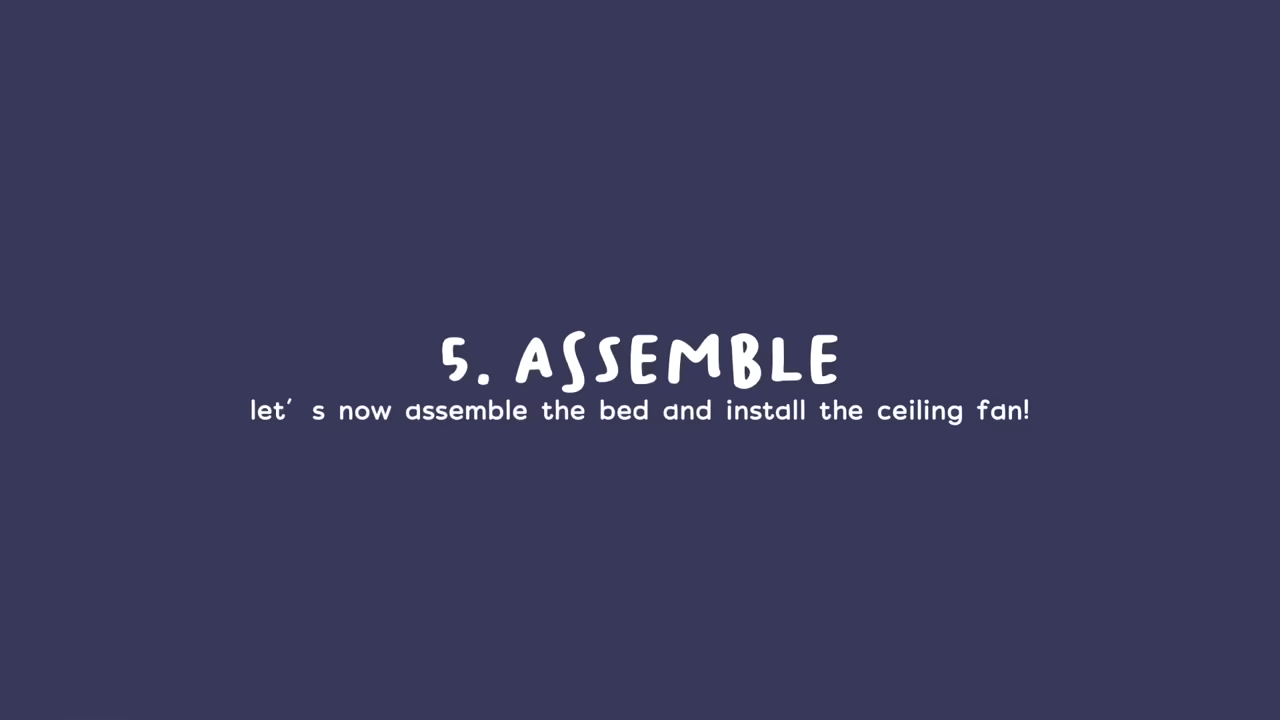 5. ASSEMBLE
let's now assemble the bed and install the ceiling fan!